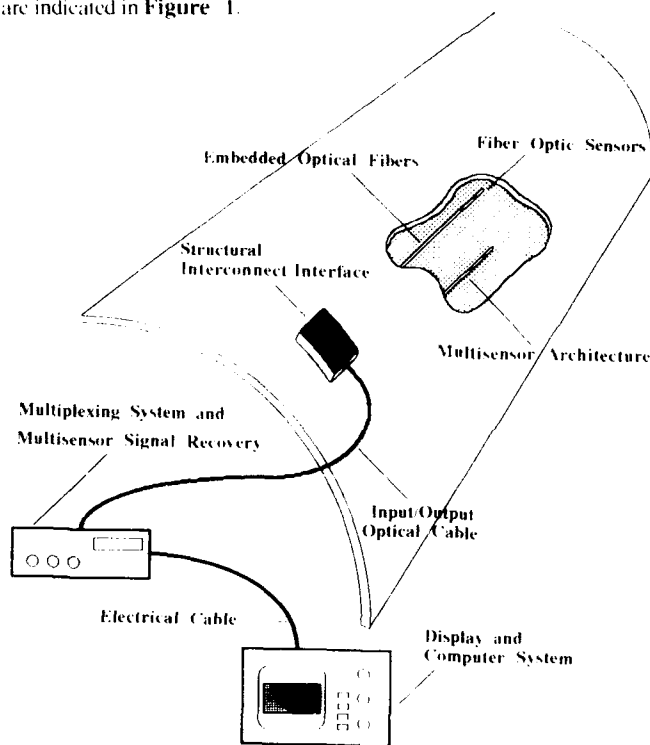 are indicated in Figure 1.
Embedded Optical Fibers
Fiber Optic Sensors
Structural
Interconnect Interface
Multisensor Architecture
Multiplexing System and
Multisensor Signal Recovery
Input/Output
Optical Cable
Electrical Cable
Display and
Computer System